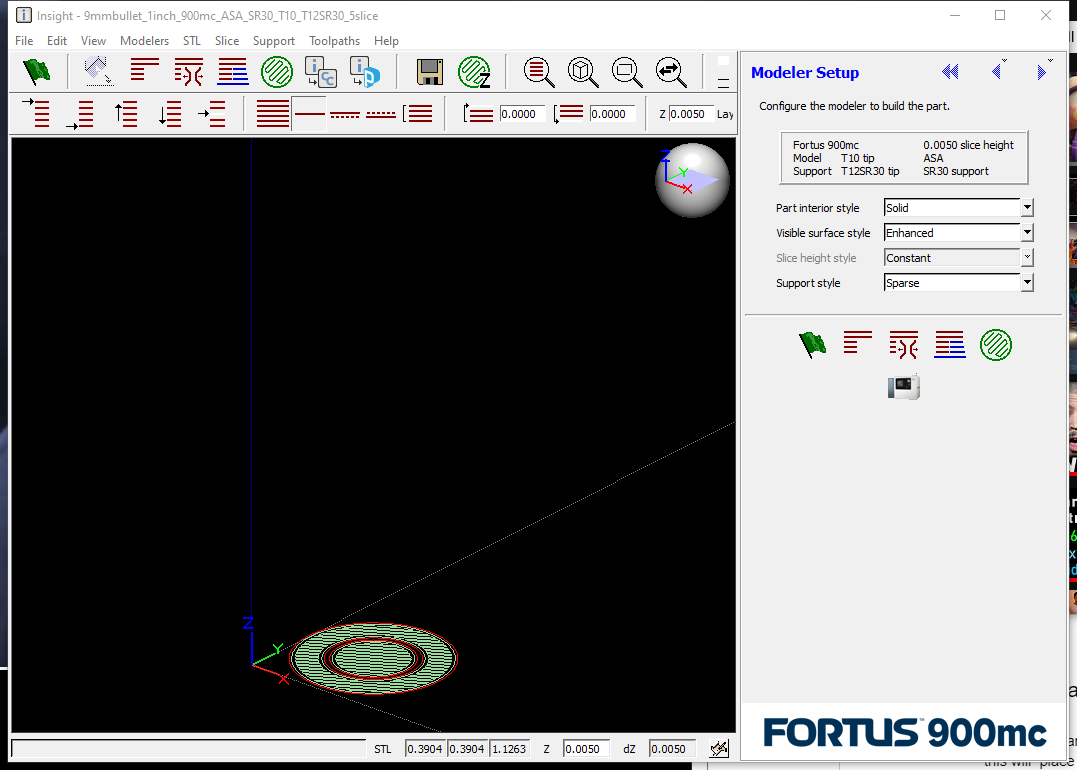 Insight - 9mmbullet_1inch_900mc_ASA_SR30_T10_T12SR30_5slice
File Edit View Modelers STL Slice Support Toolpaths Help
0.0000 0.0000 Z 0.0050 Lay
Z
Y
X
Z
Y
X
STL 0.3904 0.3904 1.1263 Z 0.0050 dZ 0.0050
Modeler Setup
Configure the modeler to build the part.
Fortus 900mc 0.0050 slice height
Model T10 tip ASA
Support T12SR30 tip SR30 support
Part interior style Solid
Visible surface style Enhanced
Slice height style Constant
Support style Sparse
FORTUS 900mc